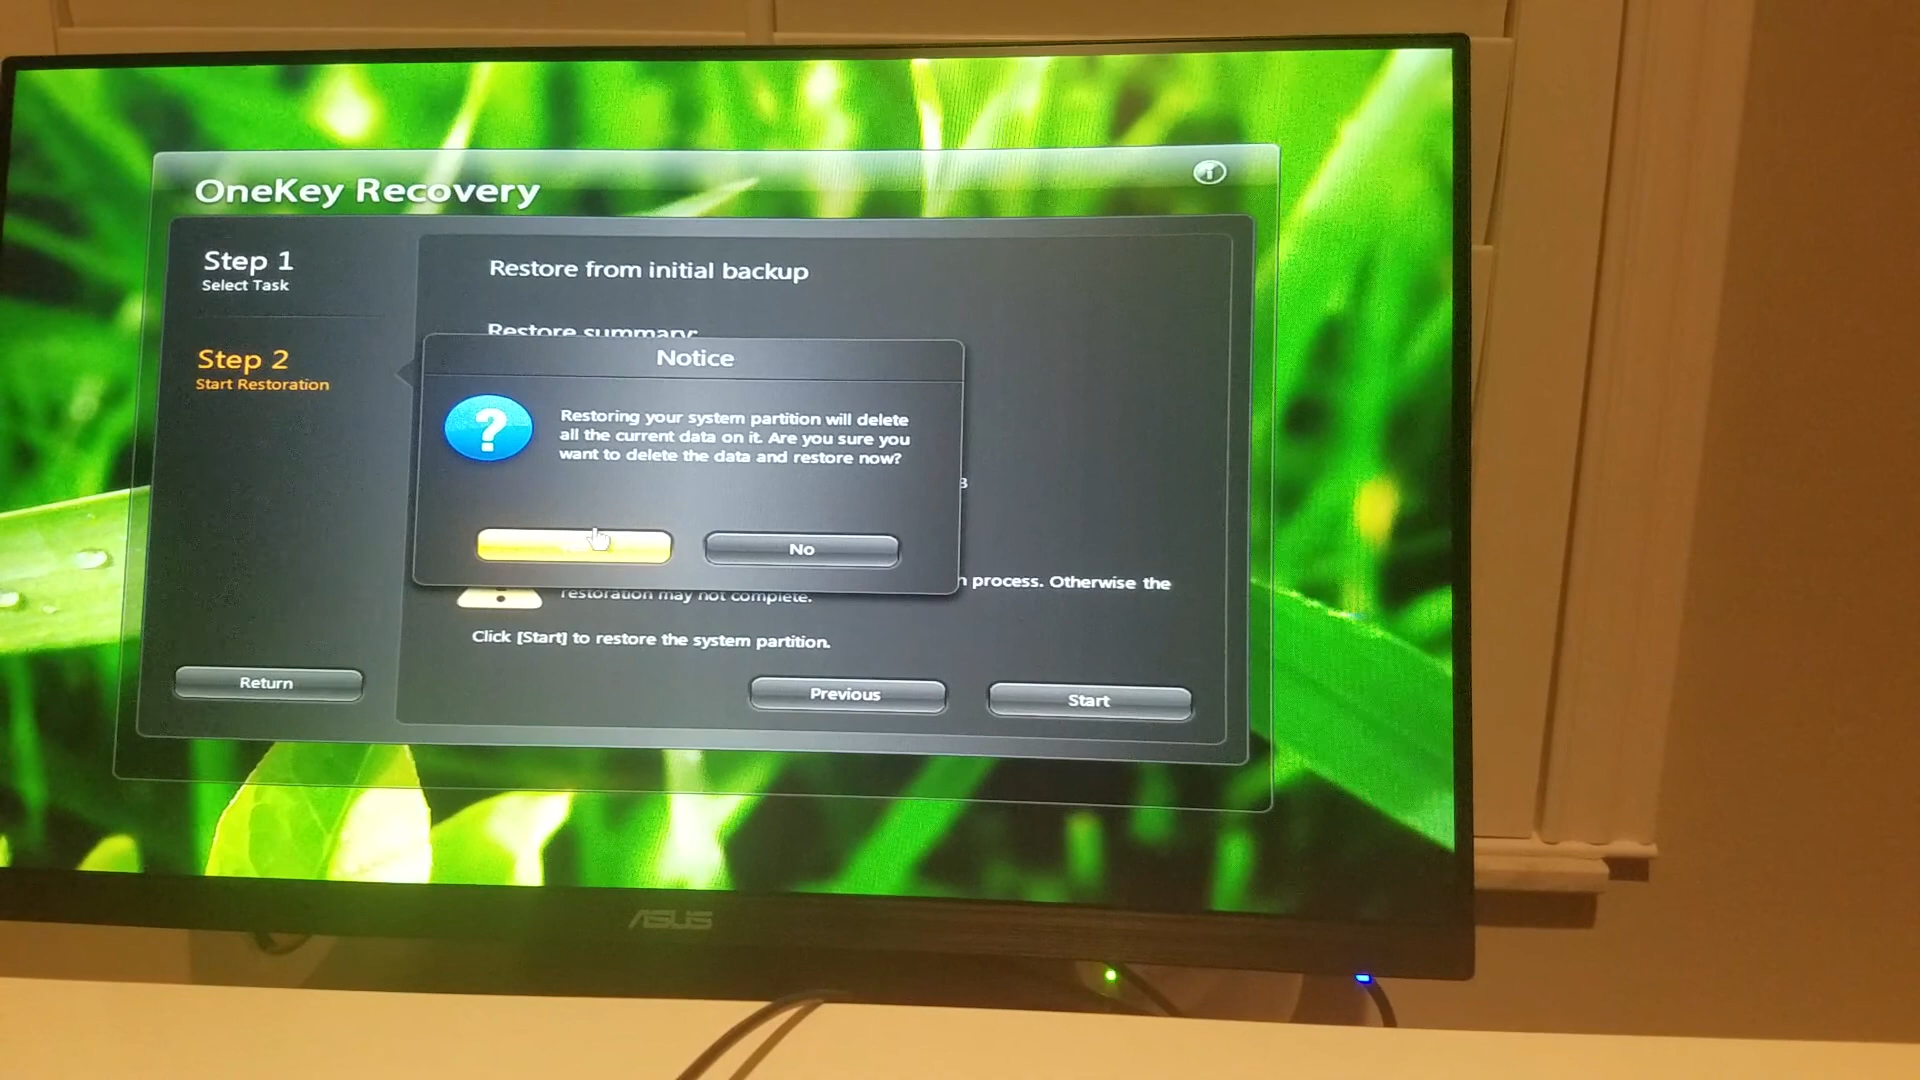 OneKey Recovery
Step 1
Select Task
Step 2
Start Restoration
Restore from initial backup
Restore summary:
Notice
Restoring your system partition will delete
all the current data on it. Are you sure you
want to delete the data and restore now?
No
process. Otherwise the
restoration may not complete.
Click [Start] to restore the system partition.
Return
Previous
Start
ASUS